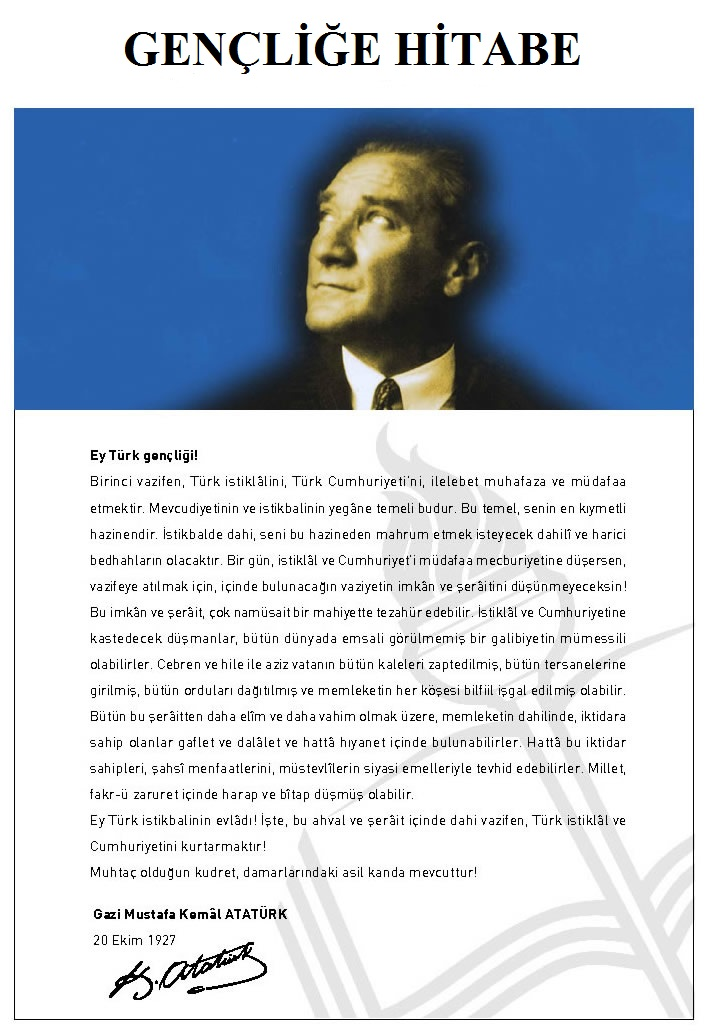 GENÇLİĞE HİTABE
Ey Türk gençliği!
Birinci vazifen, Türk istiklâlini, Türk Cumhuriyeti'ni, ilelebet muhafaza ve müdafaa
etmektir. Mevcudiyetinin ve istikbalinin yegâne temeli budur. Bu temel, senin en kıymetli
hazinendir. İstikbalde dahi, seni bu hazineden mahrum etmek isteyecek dahilî ve harici
bedhahların olacaktır. Bir gün, istiklâl ve Cumhuriyet'i müdafaa mecburiyetine düşersen,
vazifeye atılmak için, içinde bulunacağın vaziyetin imkân ve şerâitini düşünmeyeceksin!
Bu imkân ve şerâit, çok namüsait bir mahiyette tezahür edebilir. İstiklâl ve Cumhuriyetine
kastedecek düşmanlar, bütün dünyada emsali görülmemiş bir galibiyetin mümessili
olabilirler. Cebren ve hile ile aziz vatanın bütün kaleleri zaptedilmiş, bütün tersanelerine
girilmiş, bütün orduları dağıtılmış ve memleketin her köşesi bilfiil işgal edilmiş olabilir.
Bütün bu şerâitten daha elîm ve daha vahim olmak üzere, memleketin dahilinde, iktidara
sahip olanlar gaflet ve dalâlet ve hattâ hıyanet içinde bulunabilirler. Hattâ bu iktidar
sahipleri, şahsî menfaatlerini, müstevlîlerin siyasi emelleriyle tevhid edebilirler. Millet,
fakr-ü zaruret içinde harap ve bîtap düşmüş olabilir.
Ey Türk istikbalinin evlâdı! İşte, bu ahval ve şerâit içinde dahi vazifen, Türk istiklâl ve
Cumhuriyetini kurtarmaktır!
Muhtaç olduğun kudret, damarlarındaki asil kanda mevcuttur!
Gazi Mustafa Kemâl ATATÜRK
20 Ekim 1927
K. Atatürk